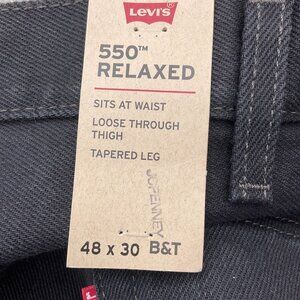 Levi's
550™
RELAXED
SITS AT WAIST
LOOSE THROUGH
THIGH
TAPERED LEG
JCPENNEY
48 x 30 B&T